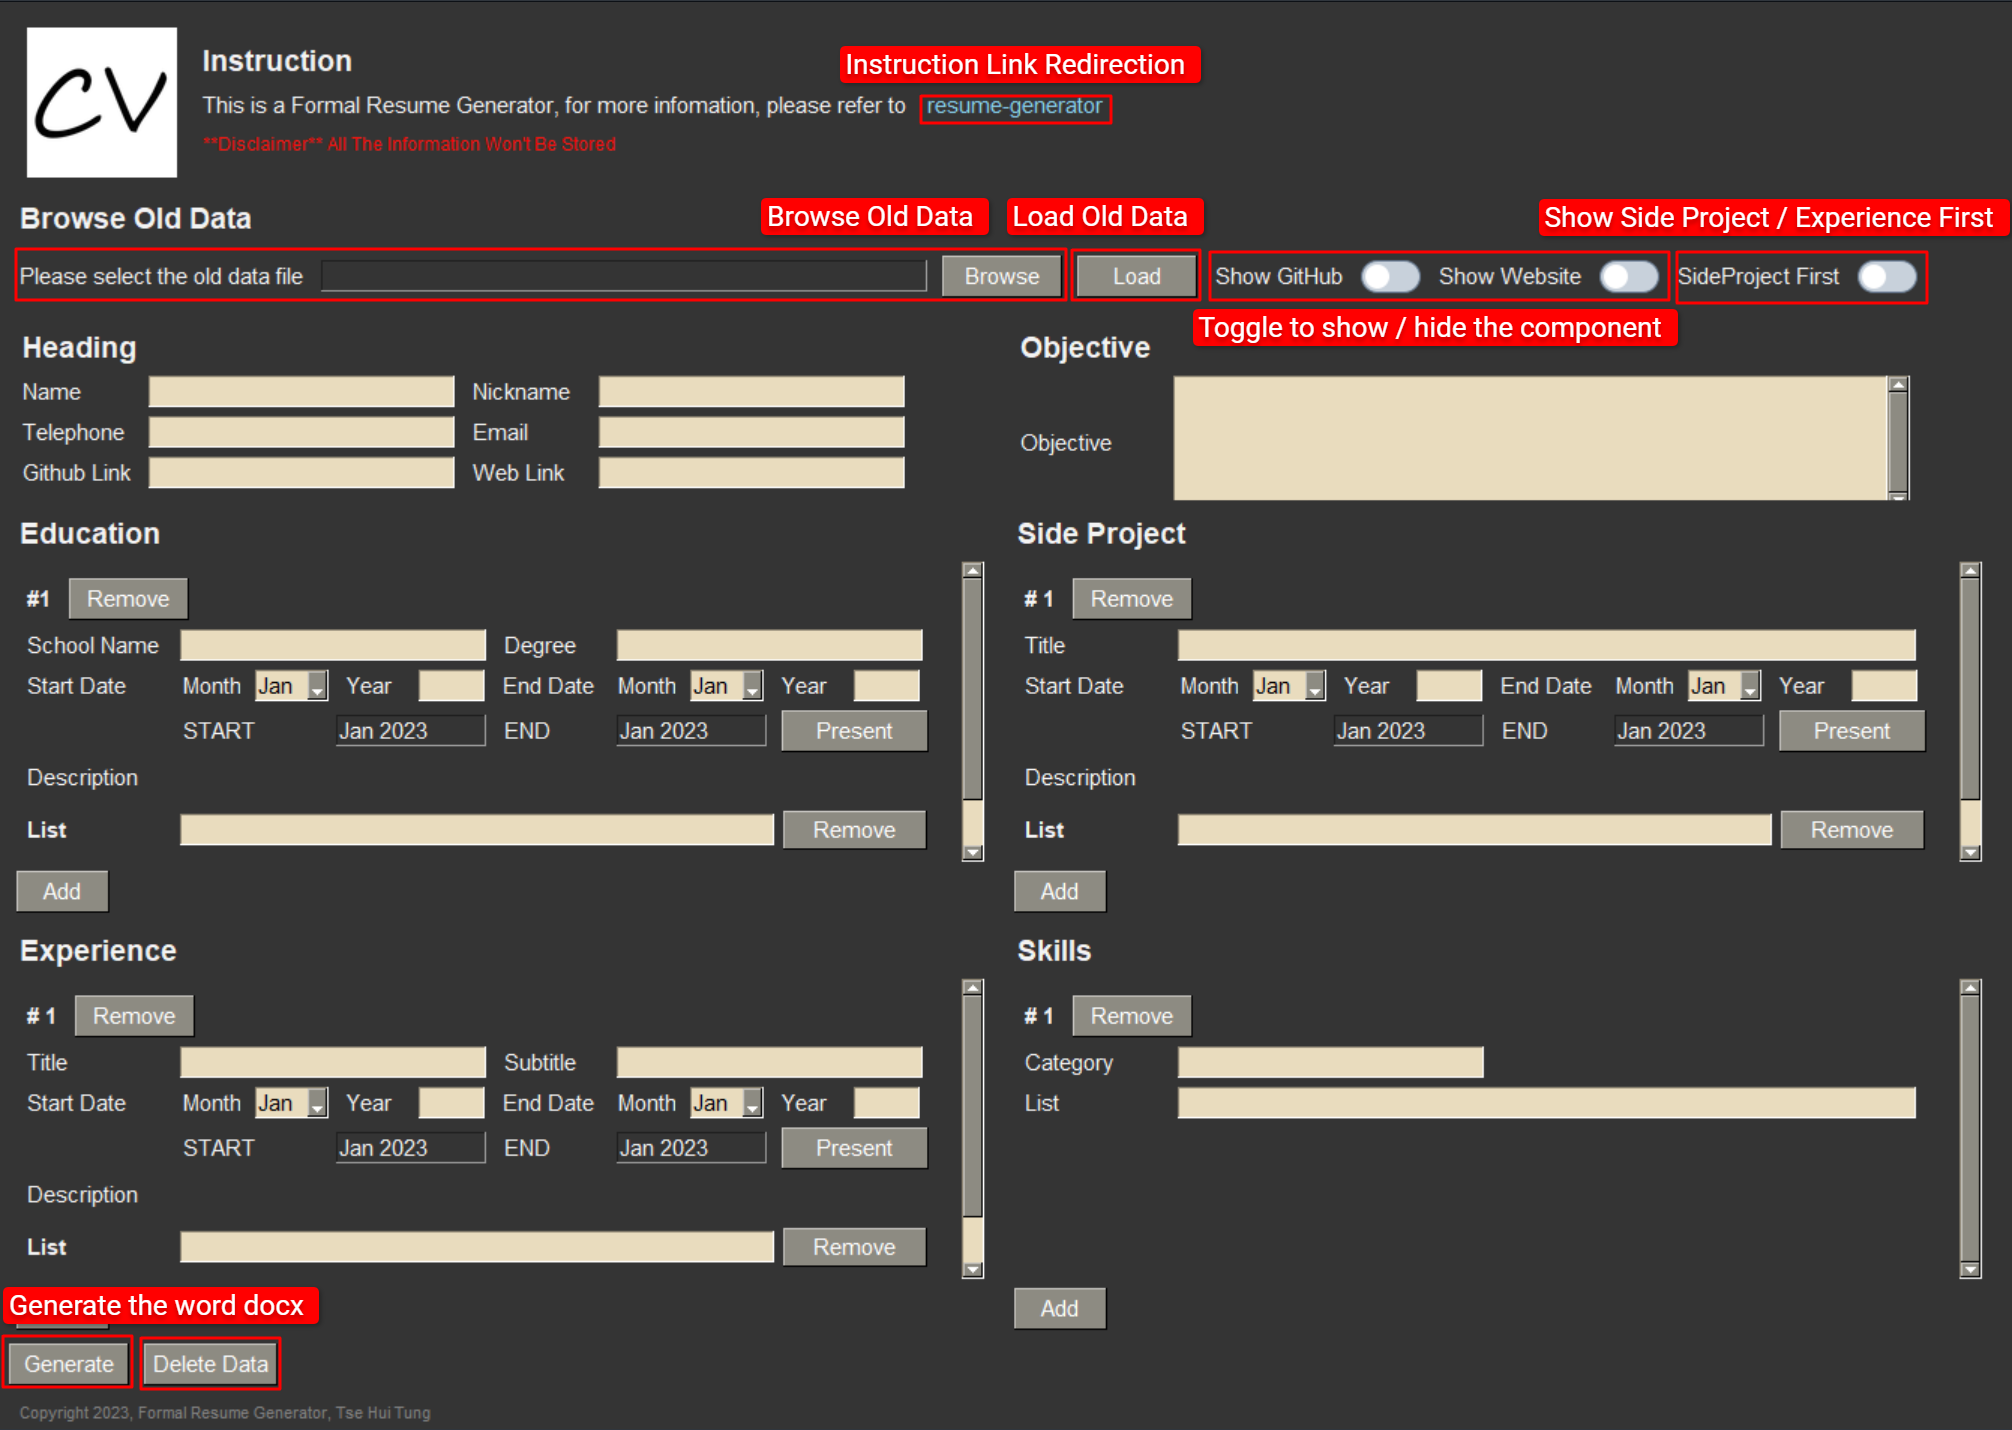 CV
Instruction
Instruction Link Redirection
This is a Formal Resume Generator, for more infomation, please refer to resume-generator
**Disclaimer** All The Information Won't Be Stored
Browse Old Data
Browse Old Data
Load Old Data
Show Side Project / Experience First
Please select the old data file Browse Load Show GitHub Show Website SideProject First
Toggle to show / hide the component
Heading
Name Nickname
Telephone Email
Github Link Web Link
Objective
Objective
Education
#1 Remove
School Name Degree
Start Date Month Jan Year End Date Month Jan Year
START Jan 2023 END Jan 2023 Present
Description
List Remove
Add
Side Project
# 1 Remove
Title
Start Date Month Jan Year End Date Month Jan Year
START Jan 2023 END Jan 2023 Present
Description
List Remove
Add
Experience
# 1 Remove
Title Subtitle
Start Date Month Jan Year End Date Month Jan Year
START Jan 2023 END Jan 2023 Present
Description
List Remove
Skills
# 1 Remove
Category
List
Add
Generate the word docx
Generate Delete Data
Copyright 2023, Formal Resume Generator, Tse Hui Tung